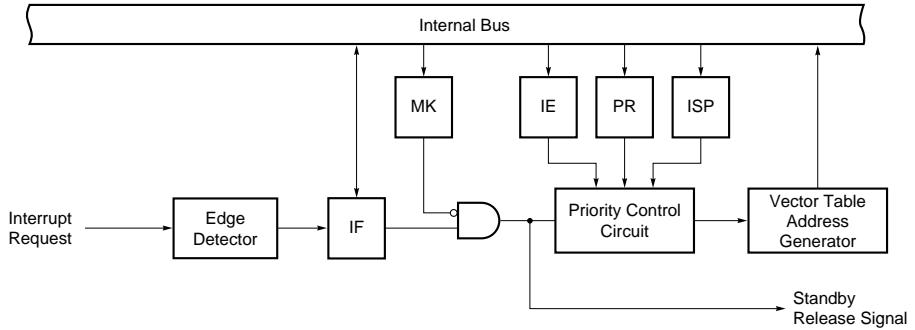 Internal Bus
MK
IE
PR
ISP
Interrupt
Request
Edge
Detector
IF
Priority Control
Circuit
Vector Table
Address
Generator
Standby
Release Signal